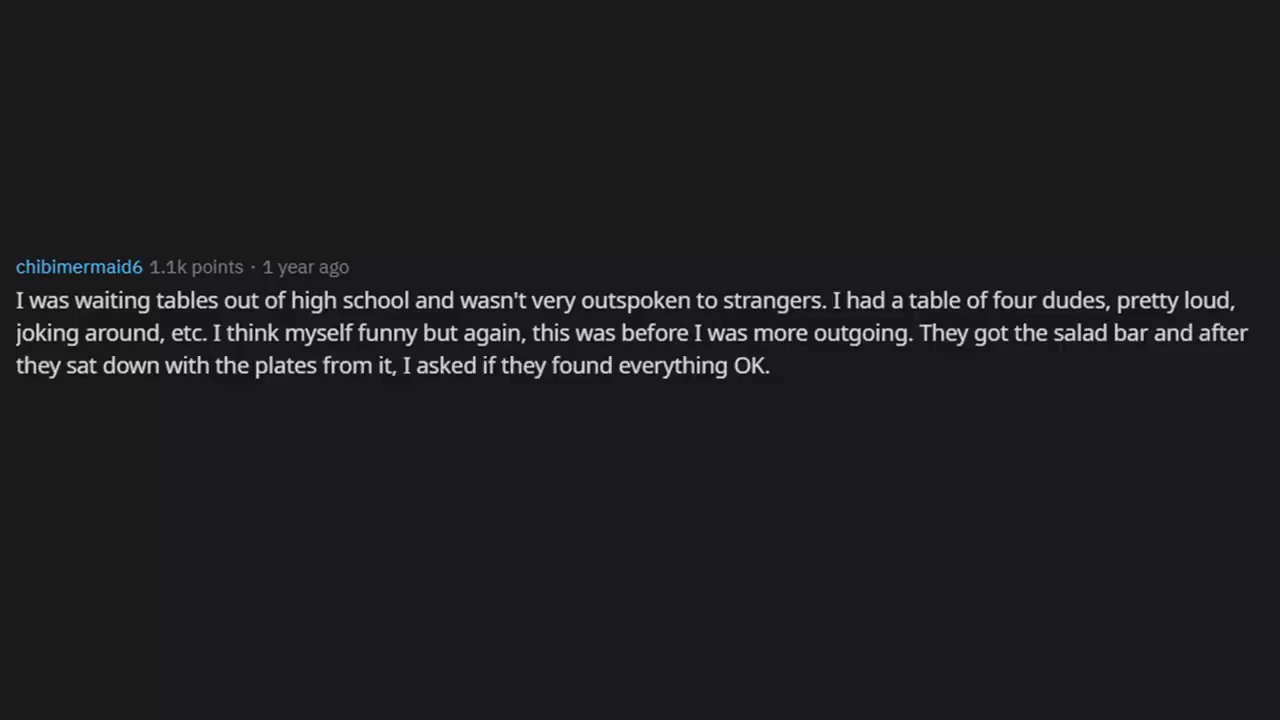 chibimermaid6 1.1k points · 1 year ago
I was waiting tables out of high school and wasn't very outspoken to strangers. I had a table of four dudes, pretty loud,
joking around, etc. I think myself funny but again, this was before I was more outgoing. They got the salad bar and after
they sat down with the plates from it, I asked if they found everything OK.